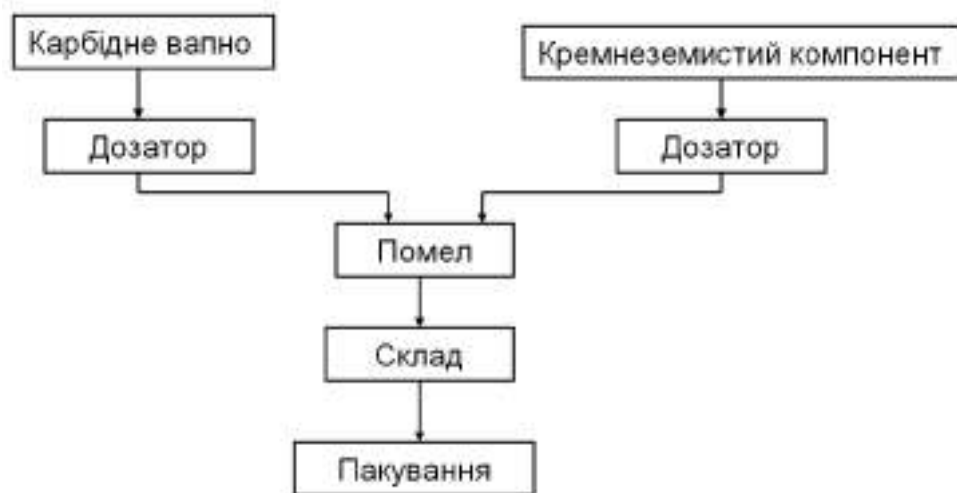 Карбідне вапно
Кремнеземистий компонент
Дозатор
Дозатор
Помел
Склад
Пакування